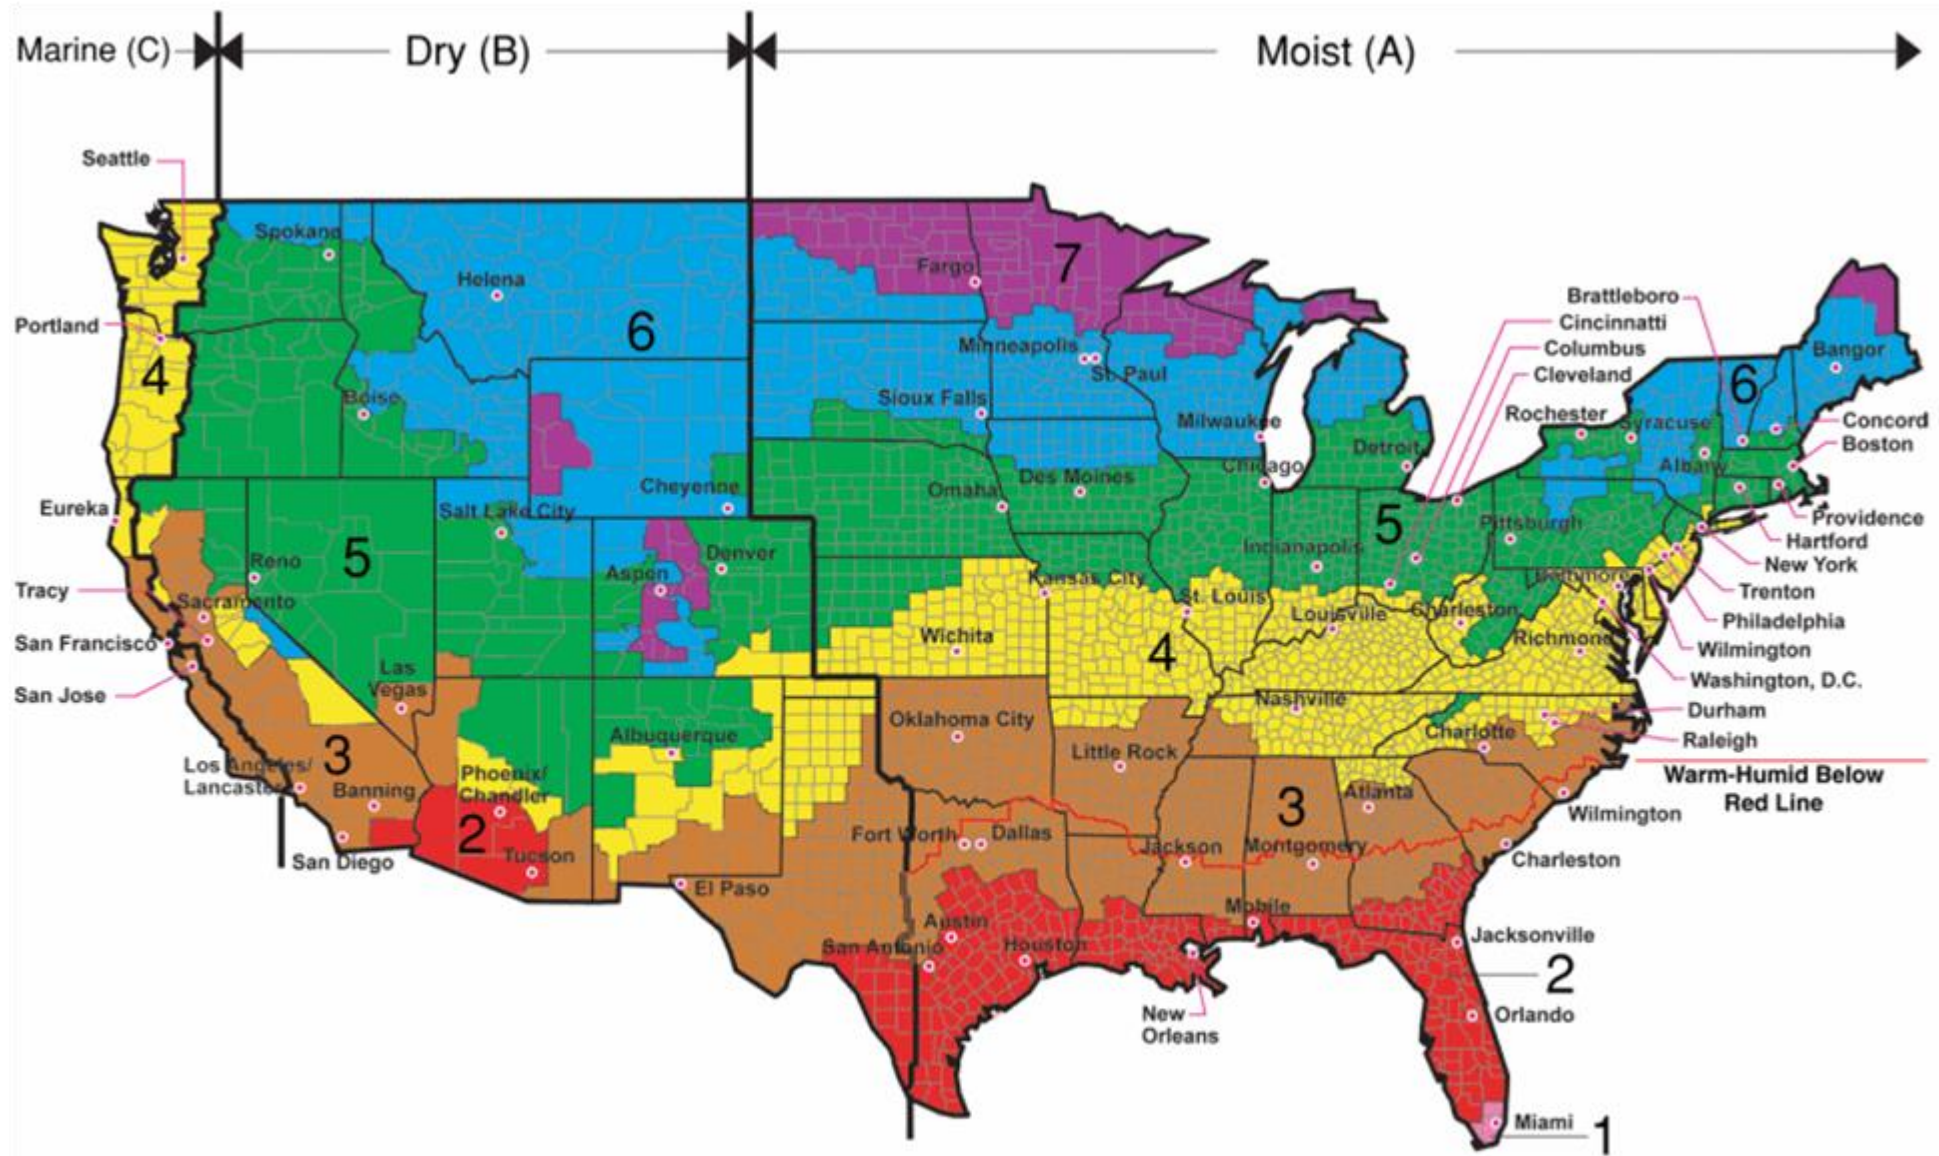 Marine (C)
Dry (B)
Moist (A)
Seattle
Spokane
Helena
Portland
4
6
Boise
Cheyenne
Eureka
Salt Lake City
Reno
5
Denver
Aspen
Tracy
Sacramento
San Francisco
San Jose
Las
Vegas
Albuquerque
3
Los Angeles/
Lancaster
Banning
Phoenix/
Chandler
2
Tucson
San Diego
El Paso
Fargo
7
Minneapolis
St. Paul
Sioux Falls
Milwaukee
Omaha
Des Moines
Chicago
Detroit
Brattleboro
Cincinnatti
Columbus
Cleveland
Rochester
Syracuse
6
Bangor
Concord
Boston
Albany
Pittsburgh
Providence
Hartford
New York
Trenton
Philadelphia
Wilmington
Washington, D.C.
Baltimore
Richmond
5
Indianapolis
Kansas City
St. Louis
Louisville
Charleston
Wichita
4
Nashville
Durham
Raleigh
Charlotte
Oklahoma City
Little Rock
3
Atlanta
Warm-Humid Below
Red Line
Wilmington
Fort Worth
Dallas
Jackson
Montgomery
Charleston
Austin
San Antonio
Houston
Mobile
Jacksonville
2
New
Orleans
Orlando
Miami
1